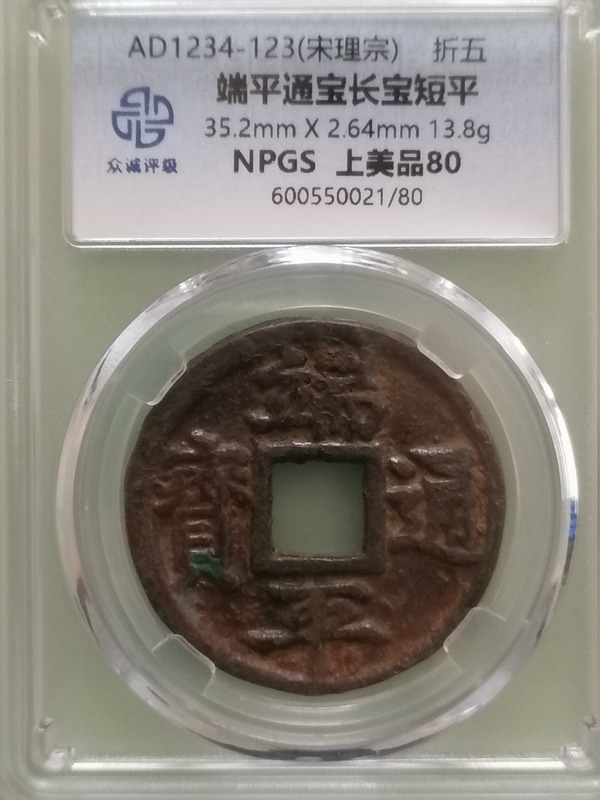 AD1234-123(宋理宗) 折五
端平通宝长宝短平
35.2mm X 2.64mm 13.8g
众诚评级
NPGS 上美品80
600550021/80
端
寶 通
平